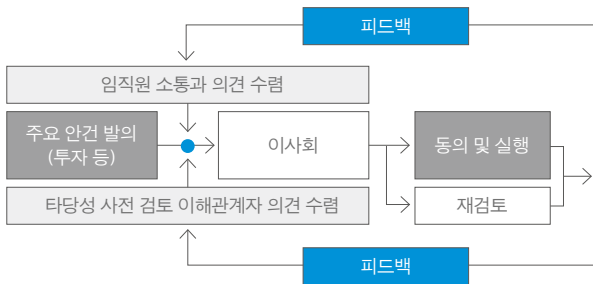 피드백
임직원 소통과 의견 수렴
주요 안건 발의
(투자 등)
이사회
동의 및 실행
타당성 사전 검토 이해관계자 의견 수렴
재검토
피드백